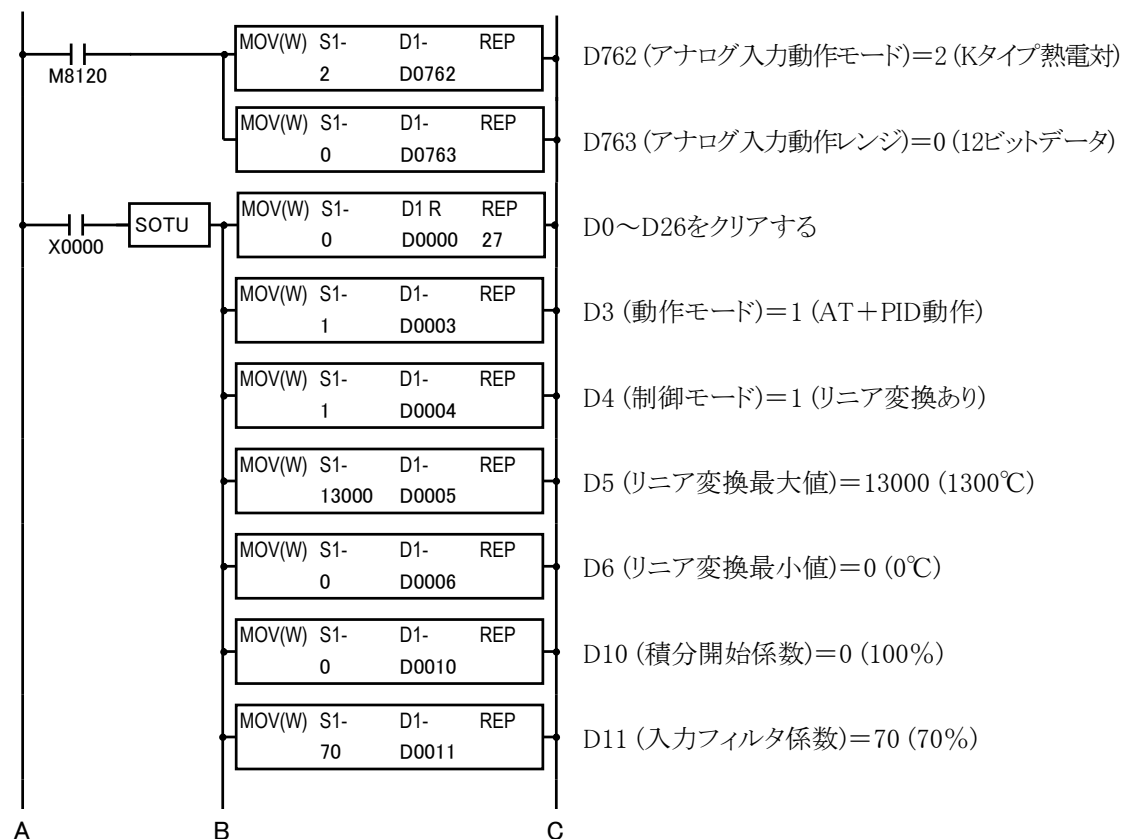 MOV(W) S1- D1- REP
2 D0762
D762 (アナログ入力動作モード)=2 (Kタイプ熱電対)
M8120
MOV(W) S1- D1- REP
0 D0763
D763 (アナログ入力動作レンジ)=0 (12ビットデータ)
SOTU
X0000
MOV(W) S1- D1 R REP
0 D0000 27
D0～D26をクリアする
MOV(W) S1- D1- REP
1 D0003
D3 (動作モード)=1 (AT+PID動作)
MOV(W) S1- D1- REP
1 D0004
D4 (制御モード)=1 (リニア変換あり)
MOV(W) S1- D1- REP
13000 D0005
D5 (リニア変換最大値)=13000 (1300℃)
MOV(W) S1- D1- REP
0 D0006
D6 (リニア変換最小値)=0 (0℃)
MOV(W) S1- D1- REP
0 D0010
D10 (積分開始係数)=0 (100%)
MOV(W) S1- D1- REP
70 D0011
D11 (入力フィルタ係数)=70 (70%)
A B C